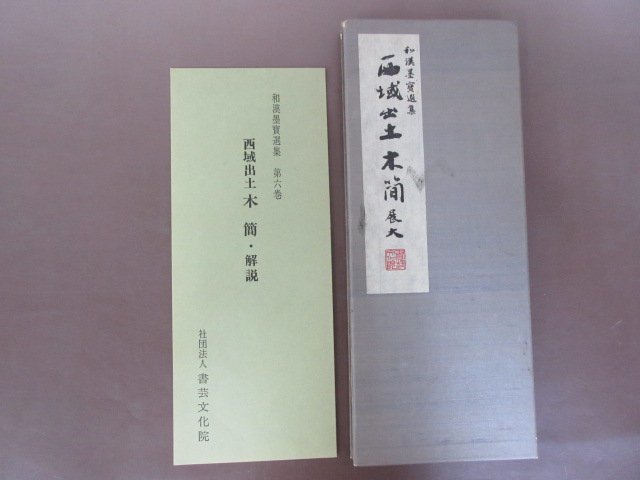 和漢墨寳選集
西域出土木簡展大
和漢墨寳選集 第六巻
西域出土 木 簡・解説
社団法人 書芸文化院